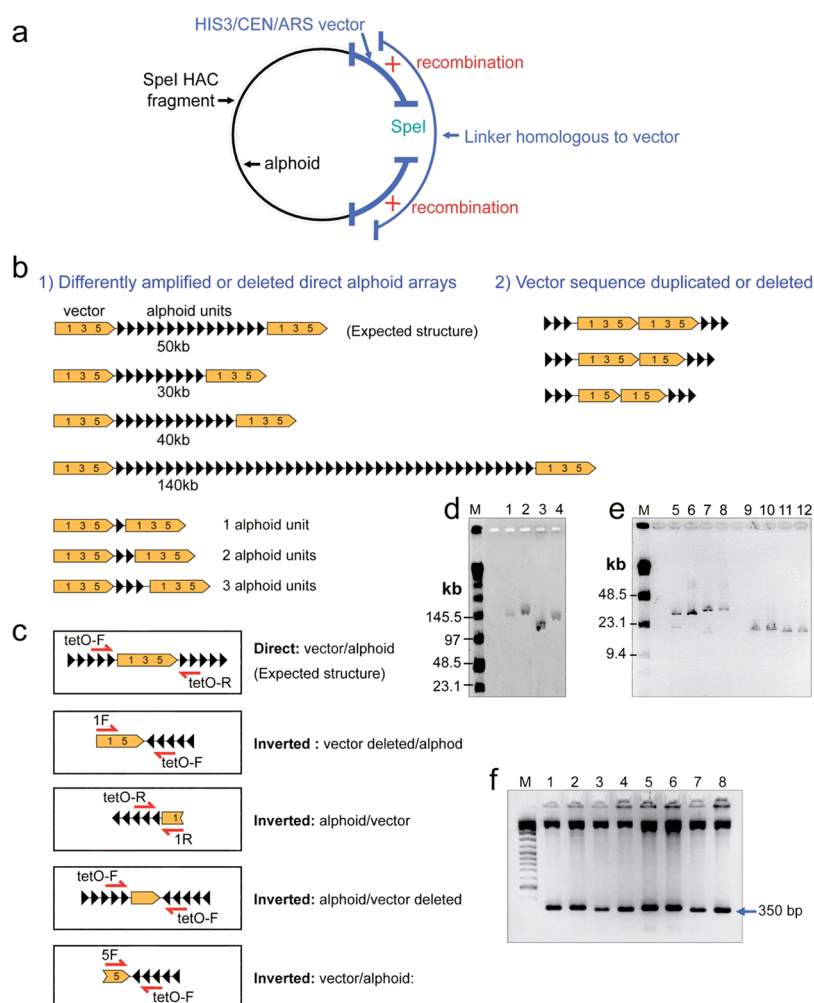 a
HIS3/CEN/ARS vector
+ recombination
SpeI HAC
fragment
SpeI
Linker homologous to vector
alphoid
+ recombination
b
1) Differently amplified or deleted direct alphoid arrays
2) Vector sequence duplicated or deleted
vector
alphoid units
1 3 5
1 3 5
(Expected structure)
50kb
1 3 5
1 3 5
30kb
1 3 5
1 3 5
40kb
1 3 5
1 3 5
140kb
1 3 5
1 3 5
1 alphoid unit
1 3 5
1 3 5
2 alphoid units
1 3 5
1 3 5
3 alphoid units
1 3 5
1 3 5
1 3 5
1 5
1 5
1 5
c
tetO-F
1 3 5
tetO-R
Direct: vector/alphoid
(Expected structure)
1F
1 5
tetO-F
Inverted : vector deleted/alphod
tetO-R
1
1R
Inverted: alphoid/vector
tetO-F
tetO-F
Inverted: alphoid/vector deleted
5F
5
tetO-F
Inverted: vector/alphoid:
d
M 1 2 3 4
kb
145.5
97
48.5
23.1
e
M 5 6 7 8 9 10 11 12
kb
48.5
23.1
9.4
f
M 1 2 3 4 5 6 7 8
350 bp